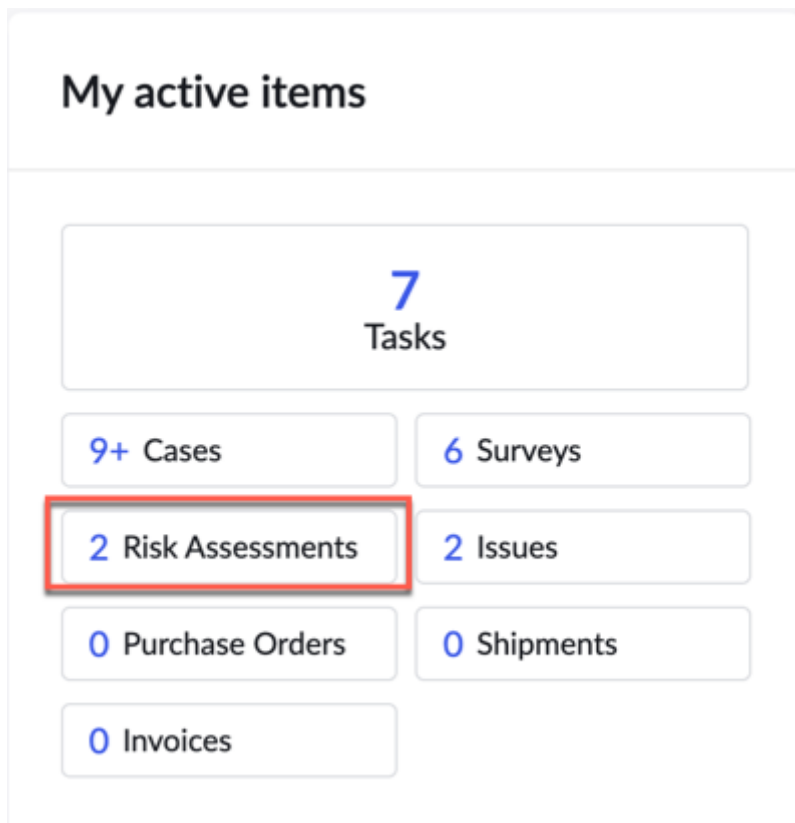 My active items
7
Tasks
9+ Cases
6 Surveys
2 Risk Assessments
2 Issues
0 Purchase Orders
0 Shipments
0 Invoices